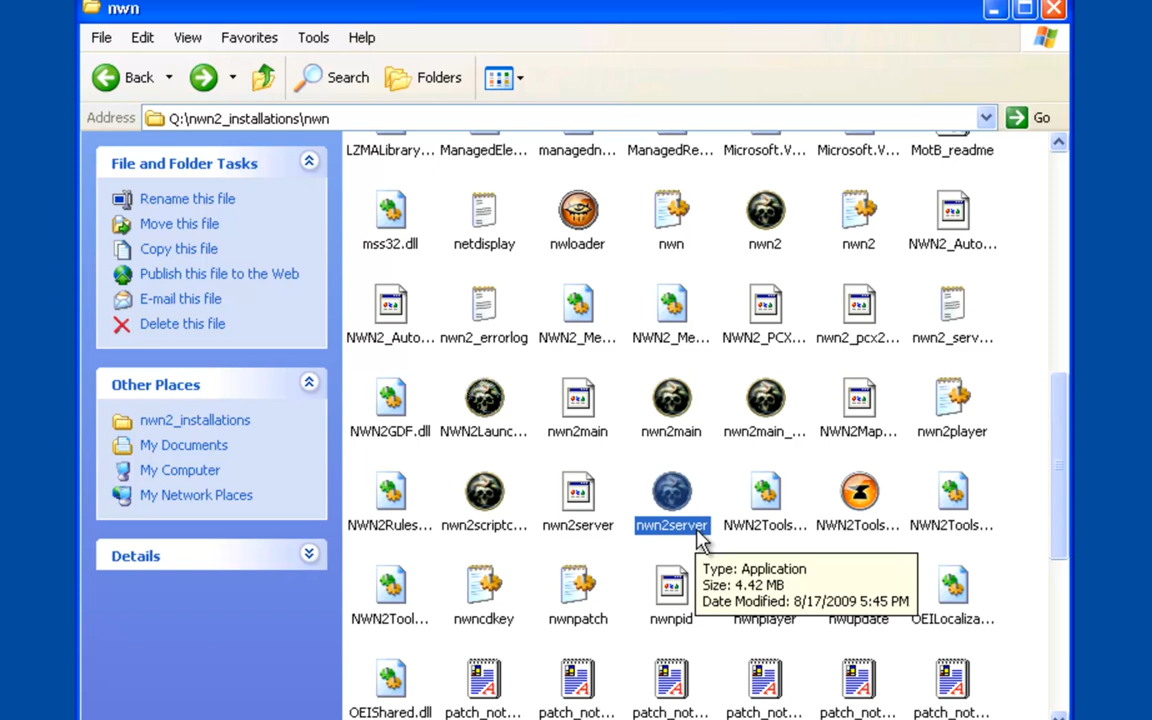 nwn
File Edit View Favorites Tools Help
Back Search Folders
Address Q:\nwn2_installations\nwn Go
File and Folder Tasks
Rename this file
Move this file
Copy this file
Publish this file to the Web
E-mail this file
Delete this file
Other Places
nwn2_installations
My Documents
My Computer
My Network Places
Details
LZMALibrary... ManagedEle... managedn... ManagedRe... Microsoft.V... Microsoft.V... MotB_readme
mss32.dll netdisplay nwloader nwn nwn2 nwn2 NWN2_Auto...
NWN2_Auto... nwn2_errorlog NWN2_Me... NWN2_Me... NWN2_PCX... nwn2_pcx2... nwn2_serv...
NWN2GDF.dll NWN2Launc... nwn2main nwn2main nwn2main_... NWN2Map... nwn2player
NWN2Rules... nwn2scriptc... nwn2server nwn2server NWN2Tools... NWN2Tools... NWN2Tools...
Type: Application
Size: 4.42 MB
Date Modified: 8/17/2009 5:45 PM
NWN2Tool... nwncdkey nwnpatch nwnpid nwnplayer nwupdate OEILocaliza...
OEIShared.dll patch_not... patch_not... patch_not... patch_not... patch_not... patch_not...